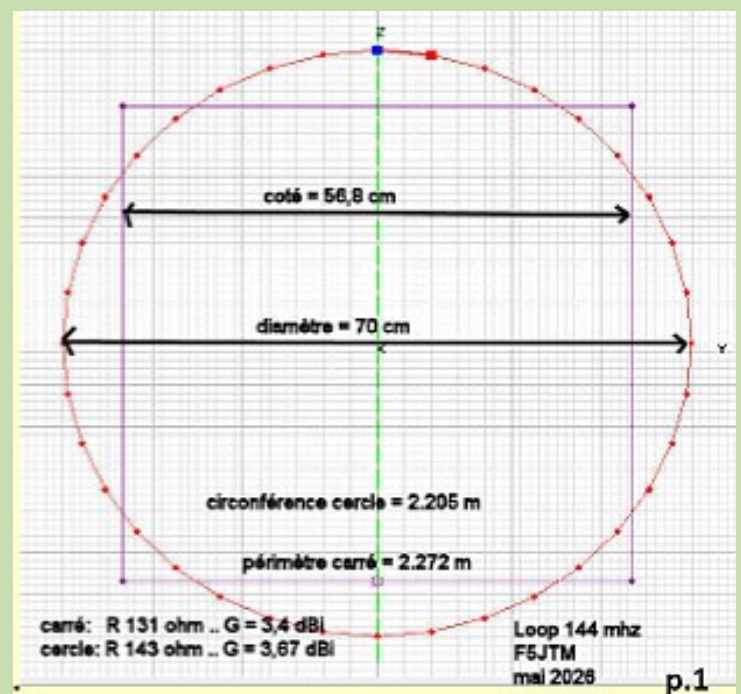 Z
coté = 56,8 cm
diamètre = 70 cm
Y
circonférence cercle = 2.205 m
périmètre carré = 2.272 m
carré: R 131 ohm .. G = 3,4 dBi
cercle: R 143 ohm .. G = 3,67 dBi
Loop 144 mhz
F5JTM
mai 2026
p.1